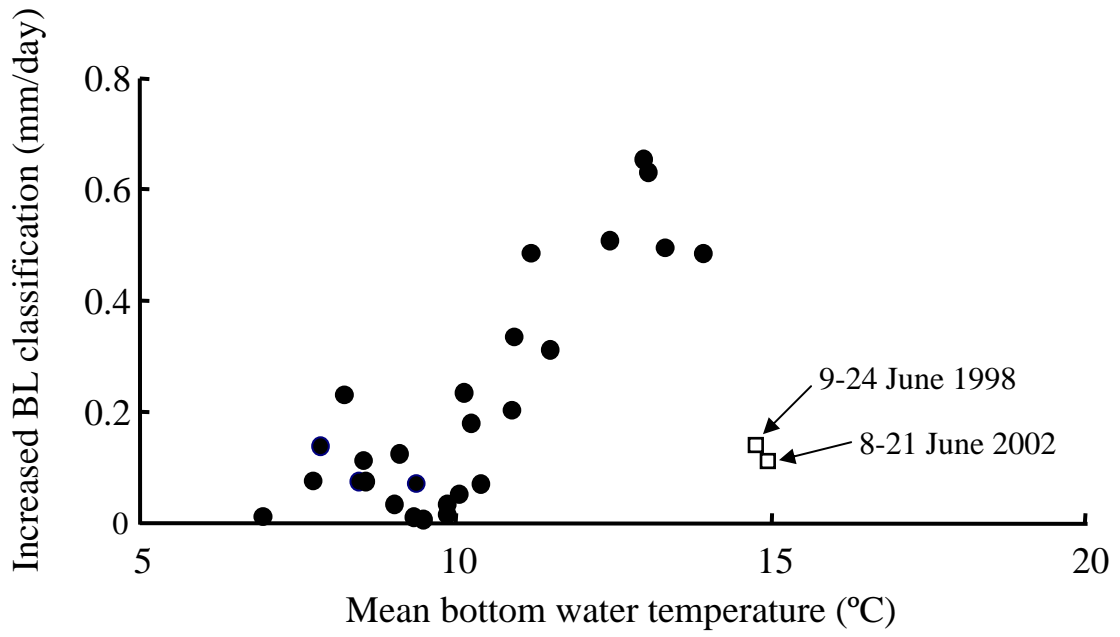 Increased BL classification (mm/day)
0.8
0.6
0.4
0.2
0
5
10
15
20
9-24 June 1998
8-21 June 2002
Mean bottom water temperature (ºC)